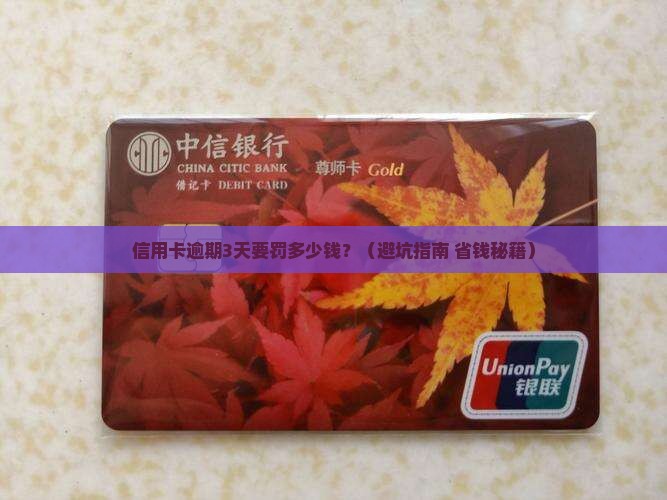 中信银行
CHINA CITIC BANK
借记卡 DEBIT CARD
尊师卡 Gold
信用卡逾期3天要罚多少钱？（避坑指南 省钱秘籍）
UnionPay
银联